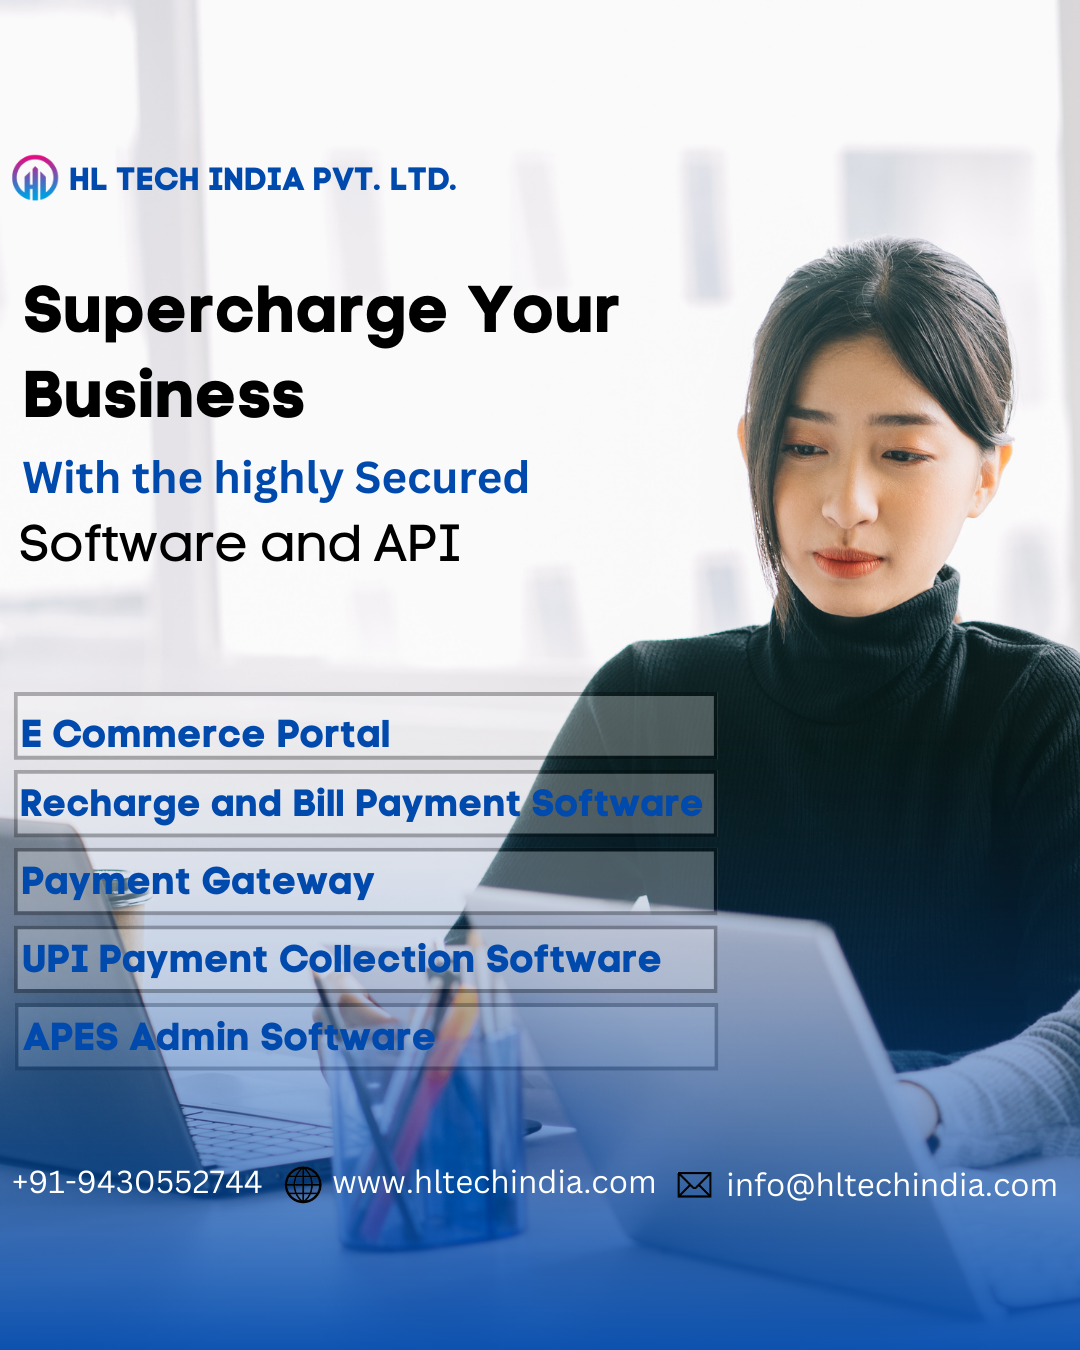 HL TECH INDIA PVT. LTD.
Supercharge Your
Business
With the highly Secured
Software and API
E Commerce Portal
Recharge and Bill Payment Software
Payment Gateway
UPI Payment Collection Software
APES Admin Software
+91-9430552744 www.hltechindia.com info@hltechindia.com